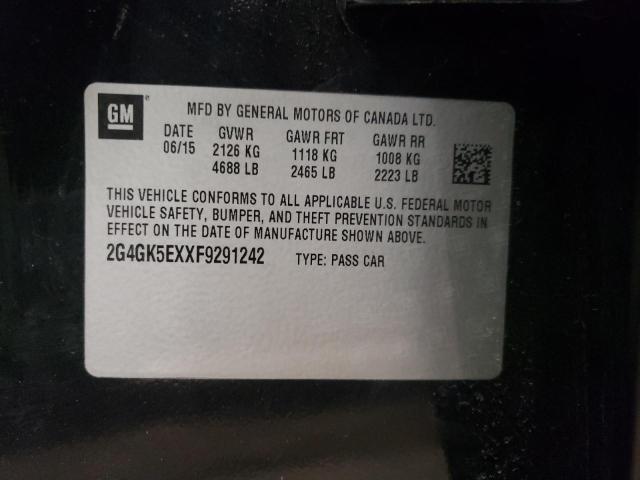 GM ®
MFD BY GENERAL MOTORS OF CANADA LTD.
DATE GVWR GAWR FRT GAWR RR
06/15 2126 KG 1118 KG 1008 KG
4688 LB 2465 LB 2223 LB
THIS VEHICLE CONFORMS TO ALL APPLICABLE U.S. FEDERAL MOTOR
VEHICLE SAFETY, BUMPER, AND THEFT PREVENTION STANDARDS IN
EFFECT ON THE DATE OF MANUFACTURE SHOWN ABOVE.
2G4GK5EXXF9291242 TYPE: PASS CAR